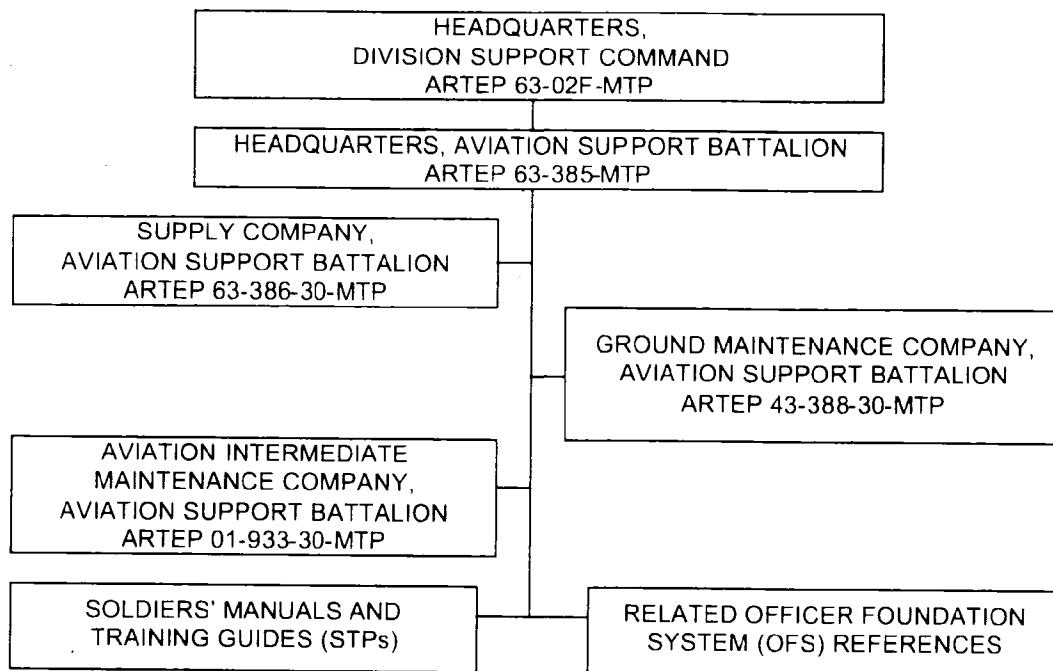 HEADQUARTERS,
DIVISION SUPPORT COMMAND
ARTEP 63-02F-MTP
HEADQUARTERS, AVIATION SUPPORT BATTALION
ARTEP 63-385-MTP
SUPPLY COMPANY,
AVIATION SUPPORT BATTALION
ARTEP 63-386-30-MTP
GROUND MAINTENANCE COMPANY,
AVIATION SUPPORT BATTALION
ARTEP 43-388-30-MTP
AVIATION INTERMEDIATE
MAINTENANCE COMPANY,
AVIATION SUPPORT BATTALION
ARTEP 01-933-30-MTP
SOLDIERS' MANUALS AND
TRAINING GUIDES (STPs)
RELATED OFFICER FOUNDATION
SYSTEM (OFS) REFERENCES